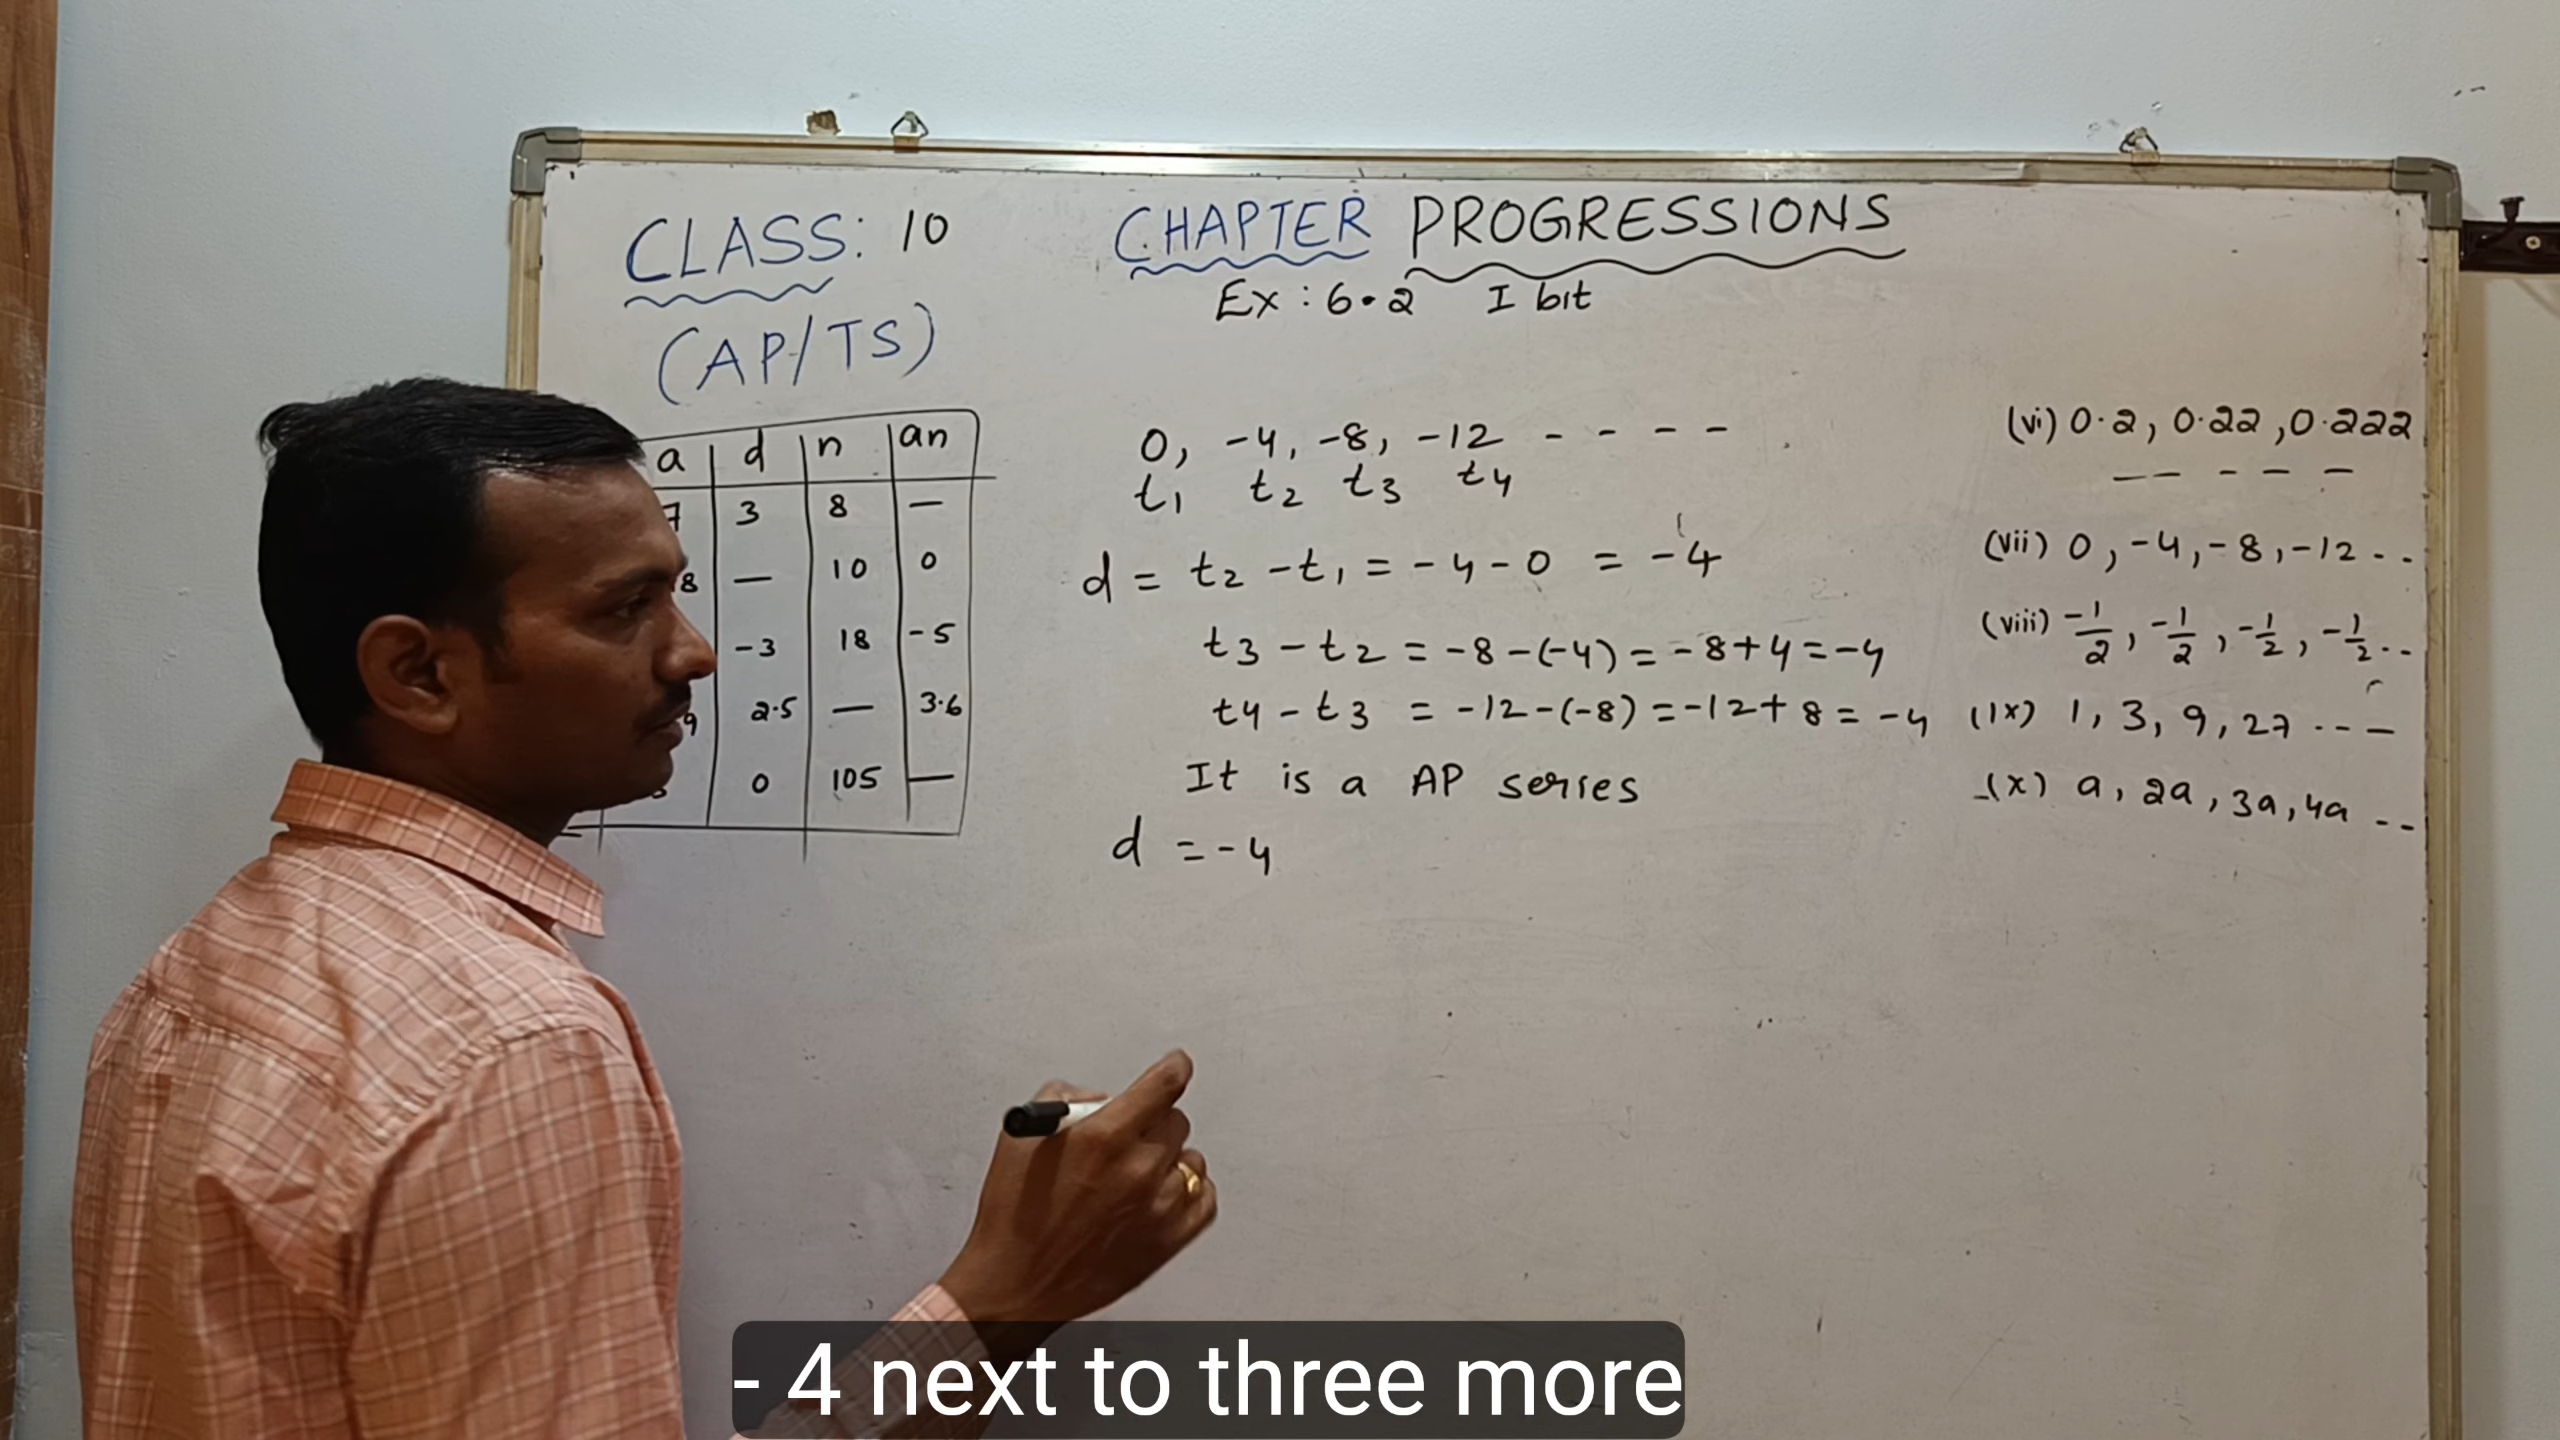 CLASS: 10
(AP/TS)
CHAPTER PROGRESSIONS
Ex : 6.2 I bit
a d n an
7 3 8 —
8 — 10 0
-3 18 -5
9 2.5 — 3.6
0 105 —
0, -4, -8, -12 - - - -
t1 t2 t3 t4
d = t2 - t1 = -4-0 = -4
t3 - t2 = -8-(-4) = -8+4=-4
t4 - t3 = -12-(-8) =-12+8 = -4
It is a AP series
d = -4
(vi) 0.2, 0.22, 0.222
— — - - -
(vii) 0, -4, -8, -12 - -
(viii) -1/2, -1/2, -1/2, -1/2 - -
(ix) 1, 3, 9, 27 - - -
(x) a, 2a, 3a, 4a - -
- 4 next to three more